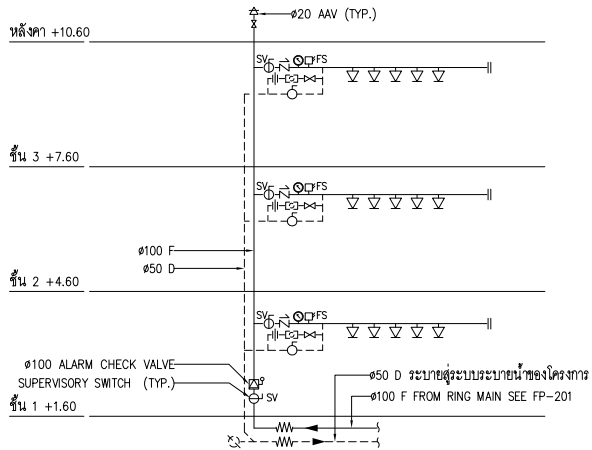 ø20 AAV (TYP.)
หลังคา +10.60
SV
FS
ชั้น 3 +7.60
SV
FS
ø100 F
ø50 D
ชั้น 2 +4.60
SV
FS
ø100 ALARM CHECK VALVE
SUPERVISORY SWITCH (TYP.)
SV
ø50 D ระบายสู่ระบบระบายน้ำของโครงการ
ø100 F FROM RING MAIN SEE FP-201
ชั้น 1 +1.60